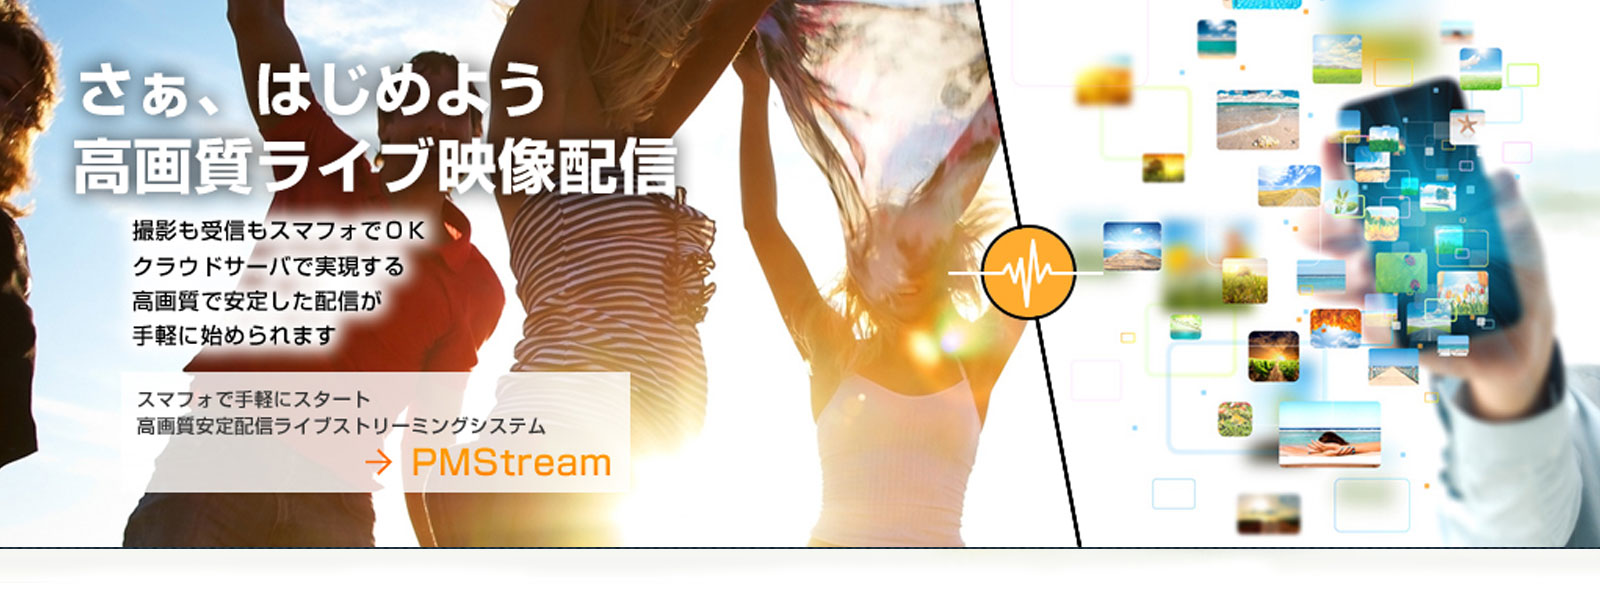 さぁ、はじめよう
高画質ライブ映像配信
撮影も受信もスマフォでＯＫ
クラウドサーバで実現する
高画質で安定した配信が
手軽に始められます
スマフォで手軽にスタート
高画質安定配信ライブストリーミングシステム
→ PMStream